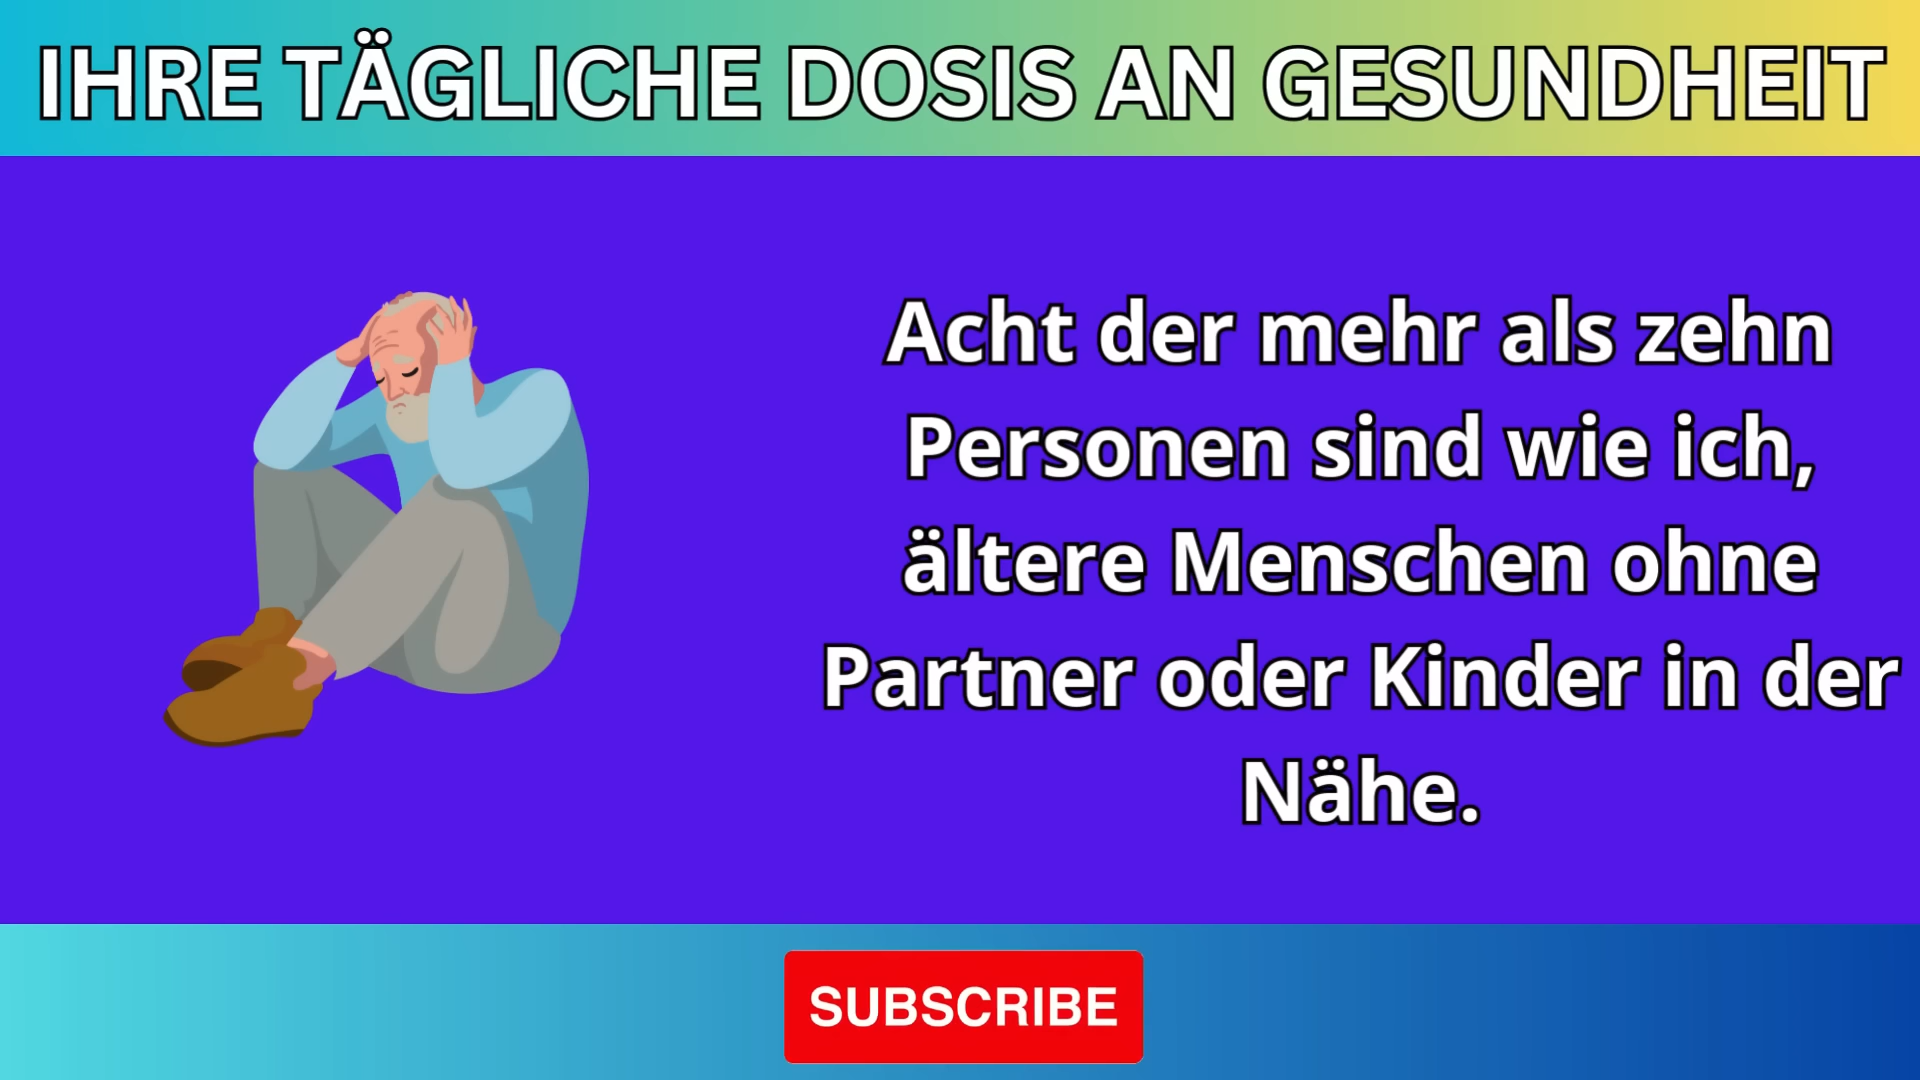 IHRE TÄGLICHE DOSIS AN GESUNDHEIT
Acht der mehr als zehn
Personen sind wie ich,
ältere Menschen ohne
Partner oder Kinder in der
Nähe.
SUBSCRIBE